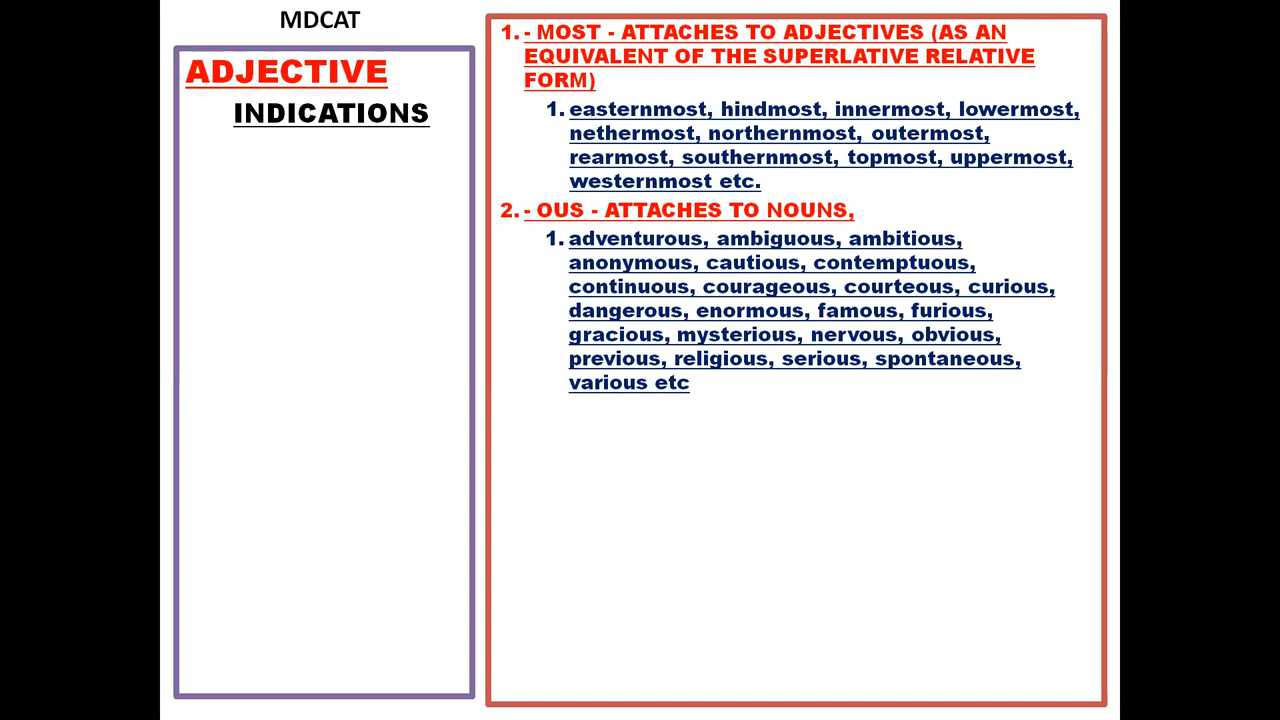 MDCAT
ADJECTIVE
INDICATIONS
1. - MOST - ATTACHES TO ADJECTIVES (AS AN
EQUIVALENT OF THE SUPERLATIVE RELATIVE
FORM)
1. easternmost, hindmost, innermost, lowermost,
nethermost, northernmost, outermost,
rearmost, southernmost, topmost, uppermost,
westernmost etc.
2. - OUS - ATTACHES TO NOUNS,
1. adventurous, ambiguous, ambitious,
anonymous, cautious, contemptuous,
continuous, courageous, courteous, curious,
dangerous, enormous, famous, furious,
gracious, mysterious, nervous, obvious,
previous, religious, serious, spontaneous,
various etc